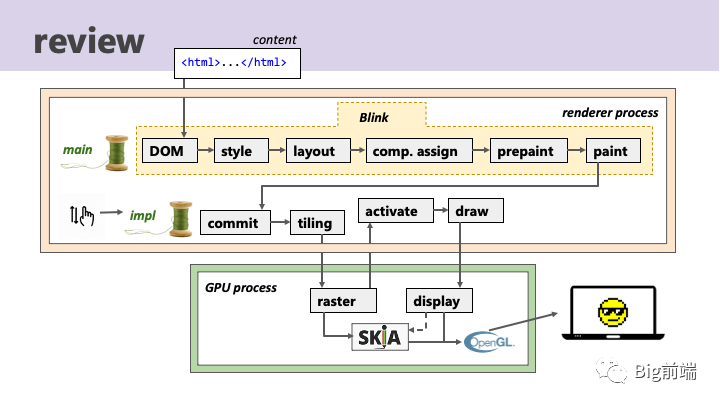 review
content
<html>...</html>
renderer process
Blink
main
DOM
style
layout
comp. assign
prepaint
paint
impl
commit
tiling
activate
draw
GPU process
raster
display
SKiA
OpenGL
Big前端